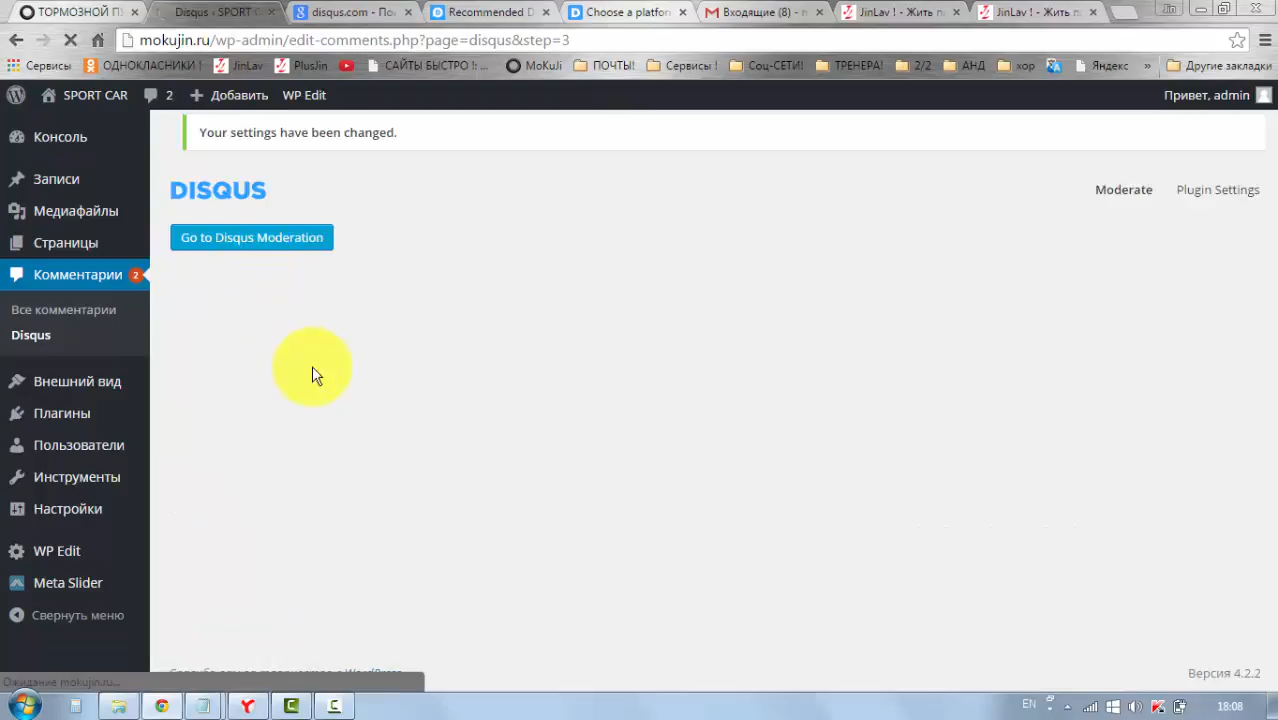 ТОРМОЗНОЙ П
Disqus ‹ SPORT C
disqus.com - По
Recommended D
Choose a platfor
Входящие (8) - 
JinLav ! - Жить п
JinLav ! - Жить п
mokujin.ru/wp-admin/edit-comments.php?page=disqus&step=3
Сервисы
ОДНОКЛАСНИКИ !
JinLav
PlusJin
САЙТЫ БЫСТРО !:...
MoKuJi
ПОЧТЫ!
Сервисы !
Соц-СЕТИ!
ТРЕНЕРА!
2/2
АНД
хор
Яндекс
»
Другие закладки
SPORT CAR
2
Добавить
WP Edit
Привет, admin
Консоль
Записи
Медиафайлы
Страницы
Комментарии 2
Все комментарии
Disqus
Внешний вид
Плагины
Пользователи
Инструменты
Настройки
WP Edit
Meta Slider
Свернуть меню
Your settings have been changed.
DISQUS
Moderate
Plugin Settings
Go to Disqus Moderation
Версия 4.2.2
Ожидание mokujin.ru...
EN
18:08